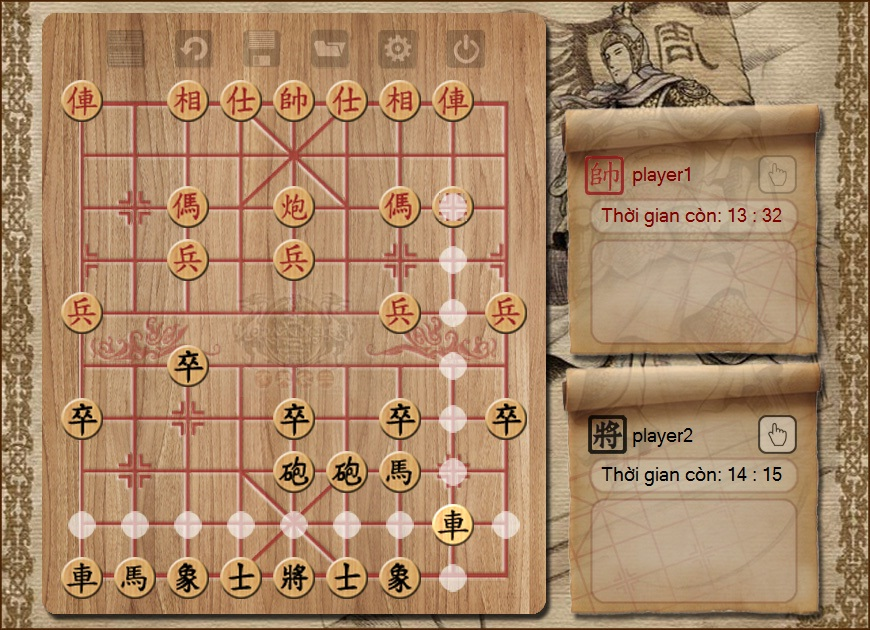 俥 相 仕 帥 仕 相 俥
傌 炮 傌
兵 兵
兵 兵 兵
卒
卒 卒 卒 卒
砲 砲 馬
車
車 馬 象 士 將 士 象
帥 player1
Thời gian còn: 13 : 32
將 player2
Thời gian còn: 14 : 15